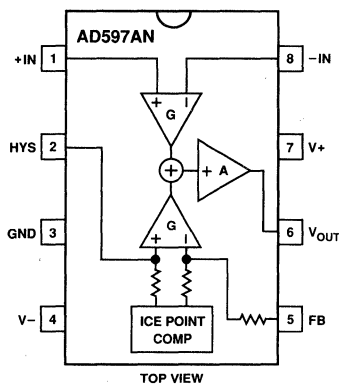 AD597AN
+IN 1
8 −IN
+ −
G
HYS 2
7 V+
+ +
A
GND 3
G
6 VOUT
+ −
V− 4
ICE POINT
COMP
5 FB
TOP VIEW